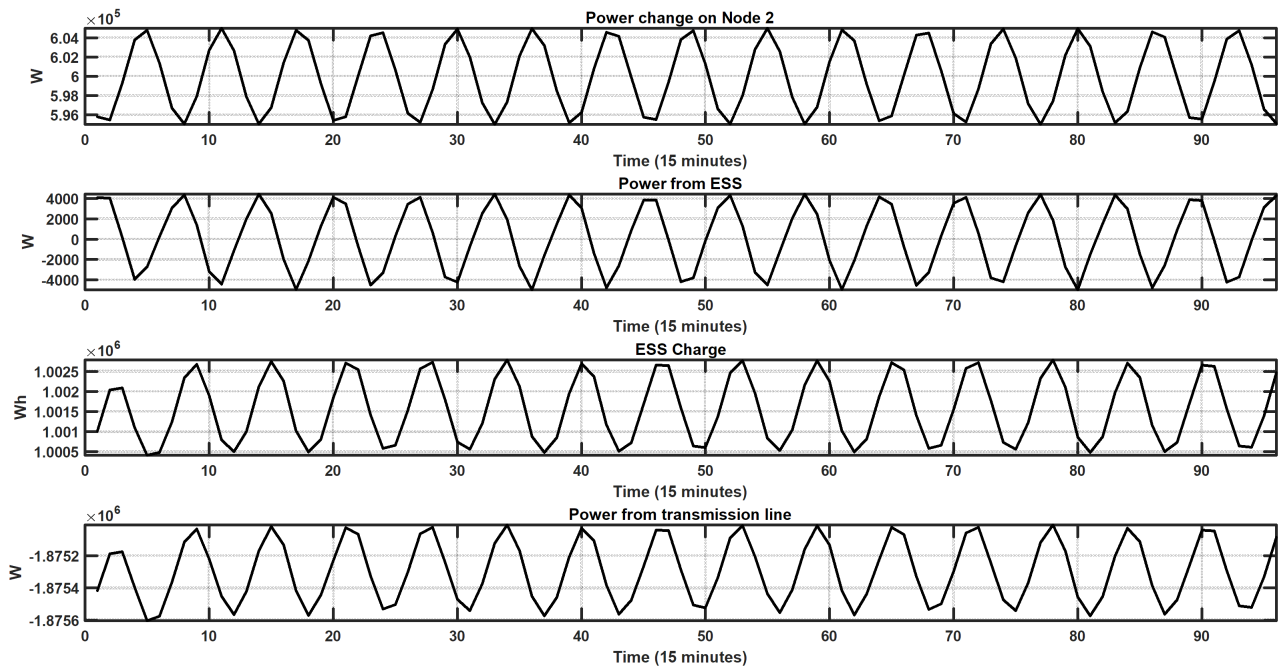 Power change on Node 2
×10^5
6.04
6.02
6
5.98
5.96
W
0 10 20 30 40 50 60 70 80 90
Time (15 minutes)
Power from ESS
4000
2000
0
-2000
-4000
W
0 10 20 30 40 50 60 70 80 90
Time (15 minutes)
ESS Charge
×10^6
1.0025
1.002
1.0015
1.001
1.0005
Wh
0 10 20 30 40 50 60 70 80 90
Time (15 minutes)
Power from transmission line
×10^6
-1.8752
-1.8754
-1.8756
W
0 10 20 30 40 50 60 70 80 90
Time (15 minutes)